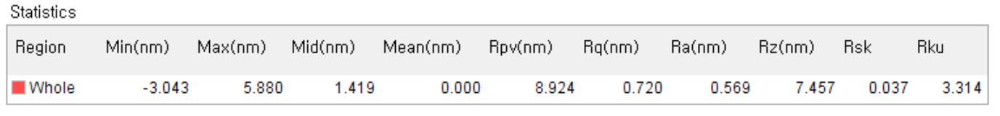 Statistics
Region Min(nm) Max(nm) Mid(nm) Mean(nm) Rpv(nm) Rq(nm) Ra(nm) Rz(nm) Rsk Rku
Whole -3.043 5.880 1.419 0.000 8.924 0.720 0.569 7.457 0.037 3.314